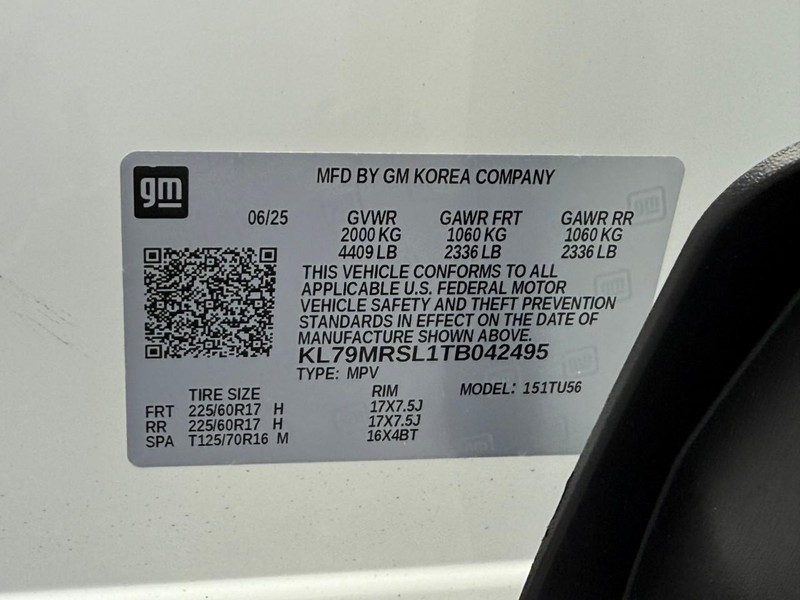 gm
MFD BY GM KOREA COMPANY
06/25 GVWR GAWR FRT GAWR RR
2000 KG 1060 KG 1060 KG
4409 LB 2336 LB 2336 LB
THIS VEHICLE CONFORMS TO ALL
APPLICABLE U.S. FEDERAL MOTOR
VEHICLE SAFETY AND THEFT PREVENTION
STANDARDS IN EFFECT ON THE DATE OF
MANUFACTURE SHOWN ABOVE.
KL79MRSL1TB042495
TYPE: MPV
TIRE SIZE RIM MODEL: 151TU56
FRT 225/60R17 H 17X7.5J
RR 225/60R17 H 17X7.5J
SPA T125/70R16 M 16X4BT